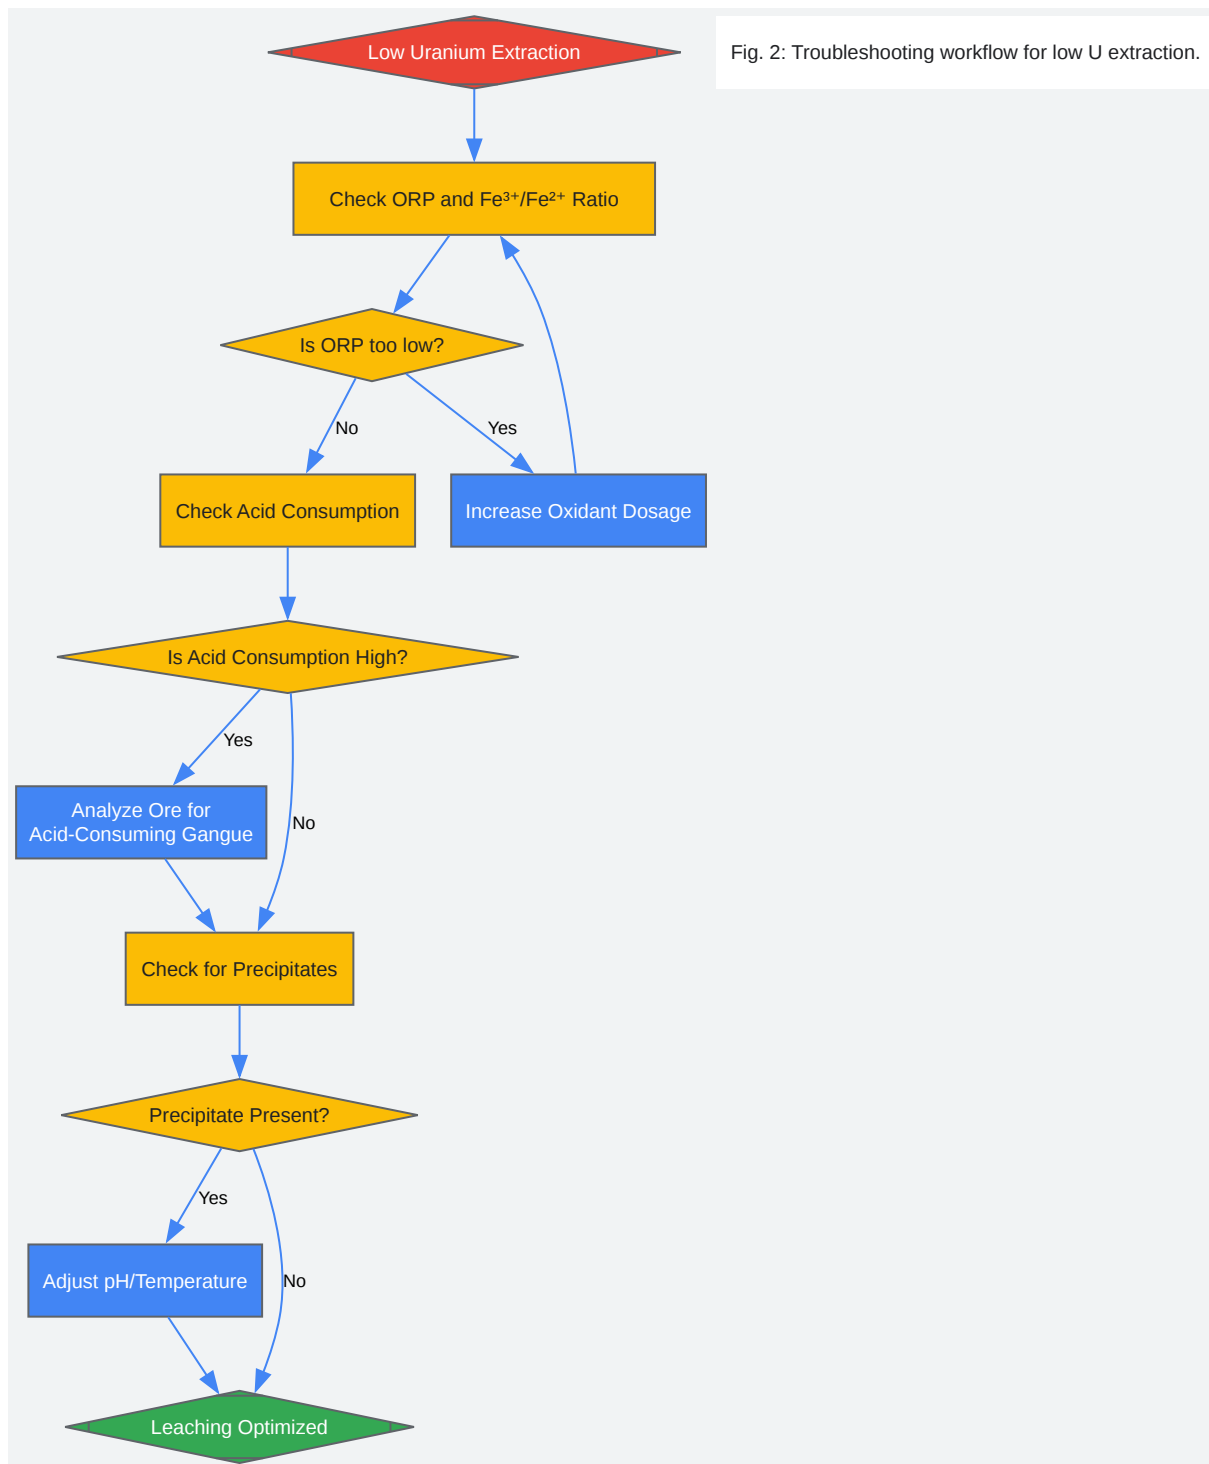 Low Uranium Extraction
Fig. 2: Troubleshooting workflow for low U extraction.
Check ORP and Fe³⁺/Fe²⁺ Ratio
Is ORP too low?
No
Yes
Check Acid Consumption
Increase Oxidant Dosage
Is Acid Consumption High?
Yes
Analyze Ore for
Acid-Consuming Gangue
No
Check for Precipitates
Precipitate Present?
Yes
Adjust pH/Temperature
No
Leaching Optimized